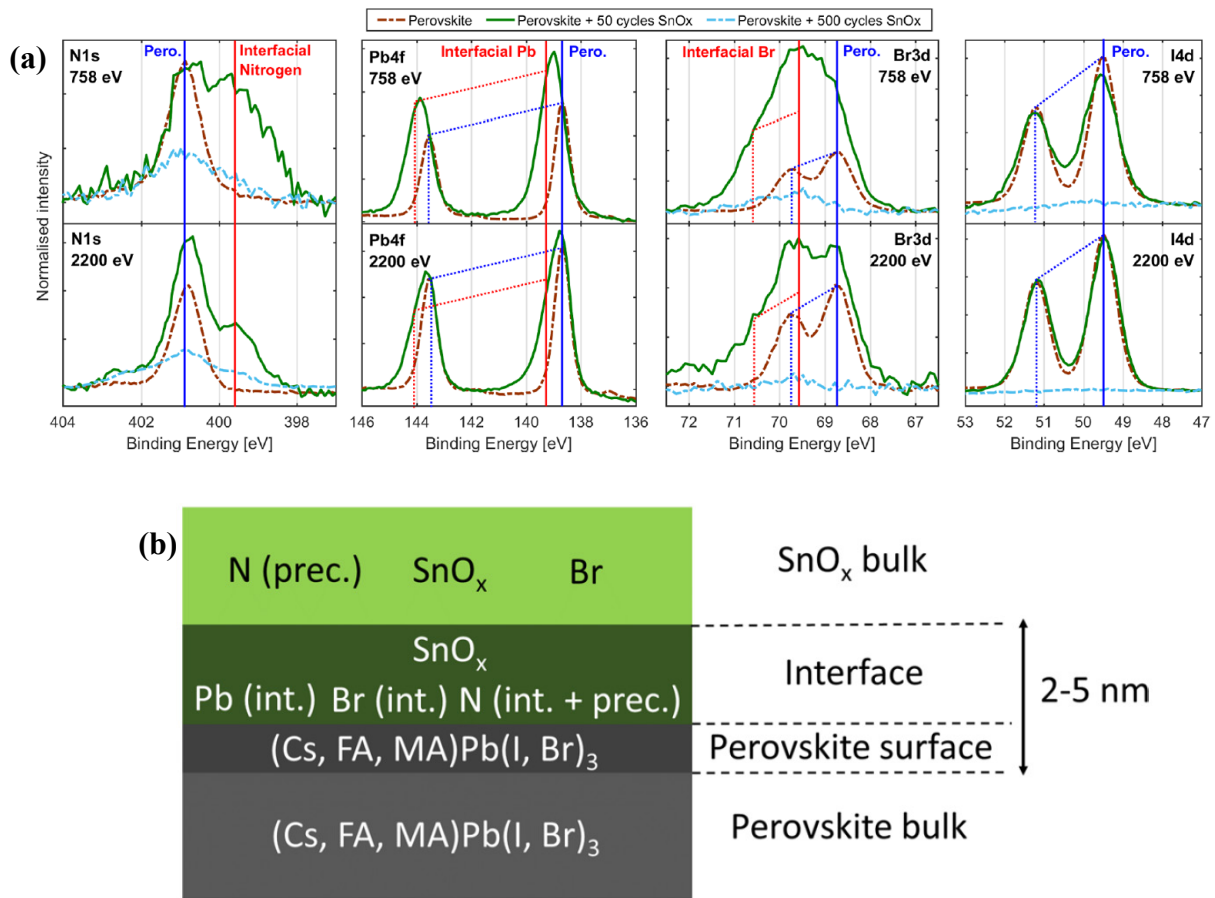 Perovskite Perovskite + 50 cycles SnOx Perovskite + 500 cycles SnOx
(a)
N1s
758 eV
Pero.
Interfacial
Nitrogen
Pb4f
758 eV
Interfacial Pb
Pero.
Interfacial Br
Pero.
Br3d
758 eV
Pero.
I4d
758 eV
N1s
2200 eV
Pb4f
2200 eV
Br3d
2200 eV
I4d
2200 eV
Normalised intensity
404 402 400 398
146 144 142 140 138 136
72 71 70 69 68 67
53 52 51 50 49 48 47
Binding Energy [eV]
Binding Energy [eV]
Binding Energy [eV]
Binding Energy [eV]
(b)
N (prec.) SnOₓ Br
SnOₓ bulk
SnOₓ
Pb (int.) Br (int.) N (int. + prec.)
Interface
2-5 nm
(Cs, FA, MA)Pb(I, Br)₃
Perovskite surface
(Cs, FA, MA)Pb(I, Br)₃
Perovskite bulk